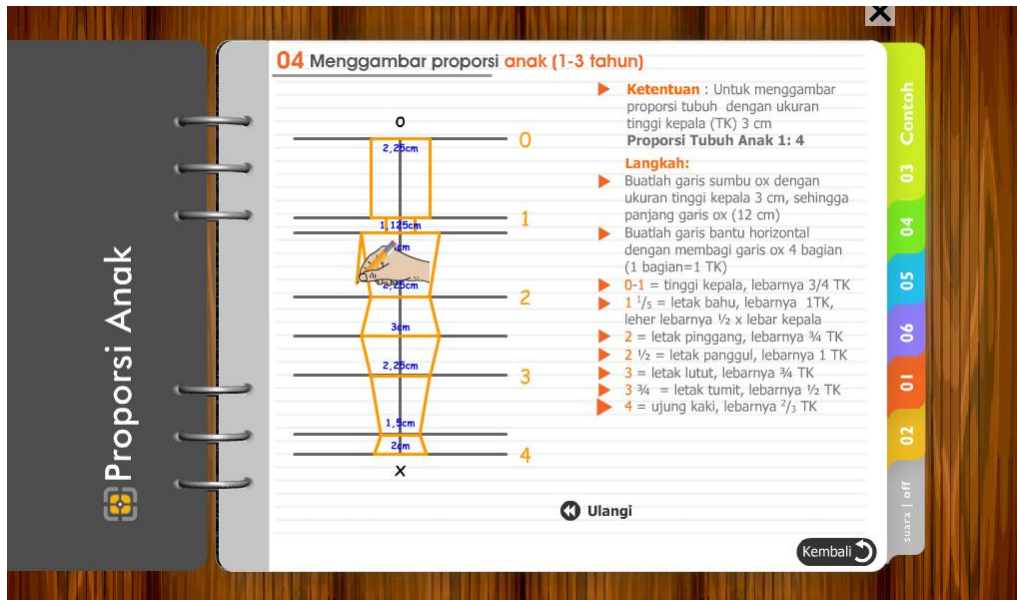 X
04 Menggambar proporsi anak (1-3 tahun)
O
0
2,25cm
1
1,125cm
cm
2,25cm
2
3cm
2,25cm
3
1,5cm
2cm
4
X
Ketentuan : Untuk menggambar
proporsi tubuh dengan ukuran
tinggi kepala (TK) 3 cm
Proporsi Tubuh Anak 1: 4
Langkah:
Buatlah garis sumbu ox dengan
ukuran tinggi kepala 3 cm, sehingga
panjang garis ox (12 cm)
Buatlah garis bantu horizontal
dengan membagi garis ox 4 bagian
(1 bagian=1 TK)
0-1 = tinggi kepala, lebarnya 3/4 TK
1 1/5 = letak bahu, lebarnya 1TK,
leher lebarnya ½ x lebar kepala
2 = letak pinggang, lebarnya ¾ TK
2 ½ = letak panggul, lebarnya 1 TK
3 = letak lutut, lebarnya ¾ TK
3 ¾ = letak tumit, lebarnya ½ TK
4 = ujung kaki, lebarnya 2/3 TK
Ulangi
Kembali
Proporsi Anak
Contoh
03
04
05
06
01
02
suara | off